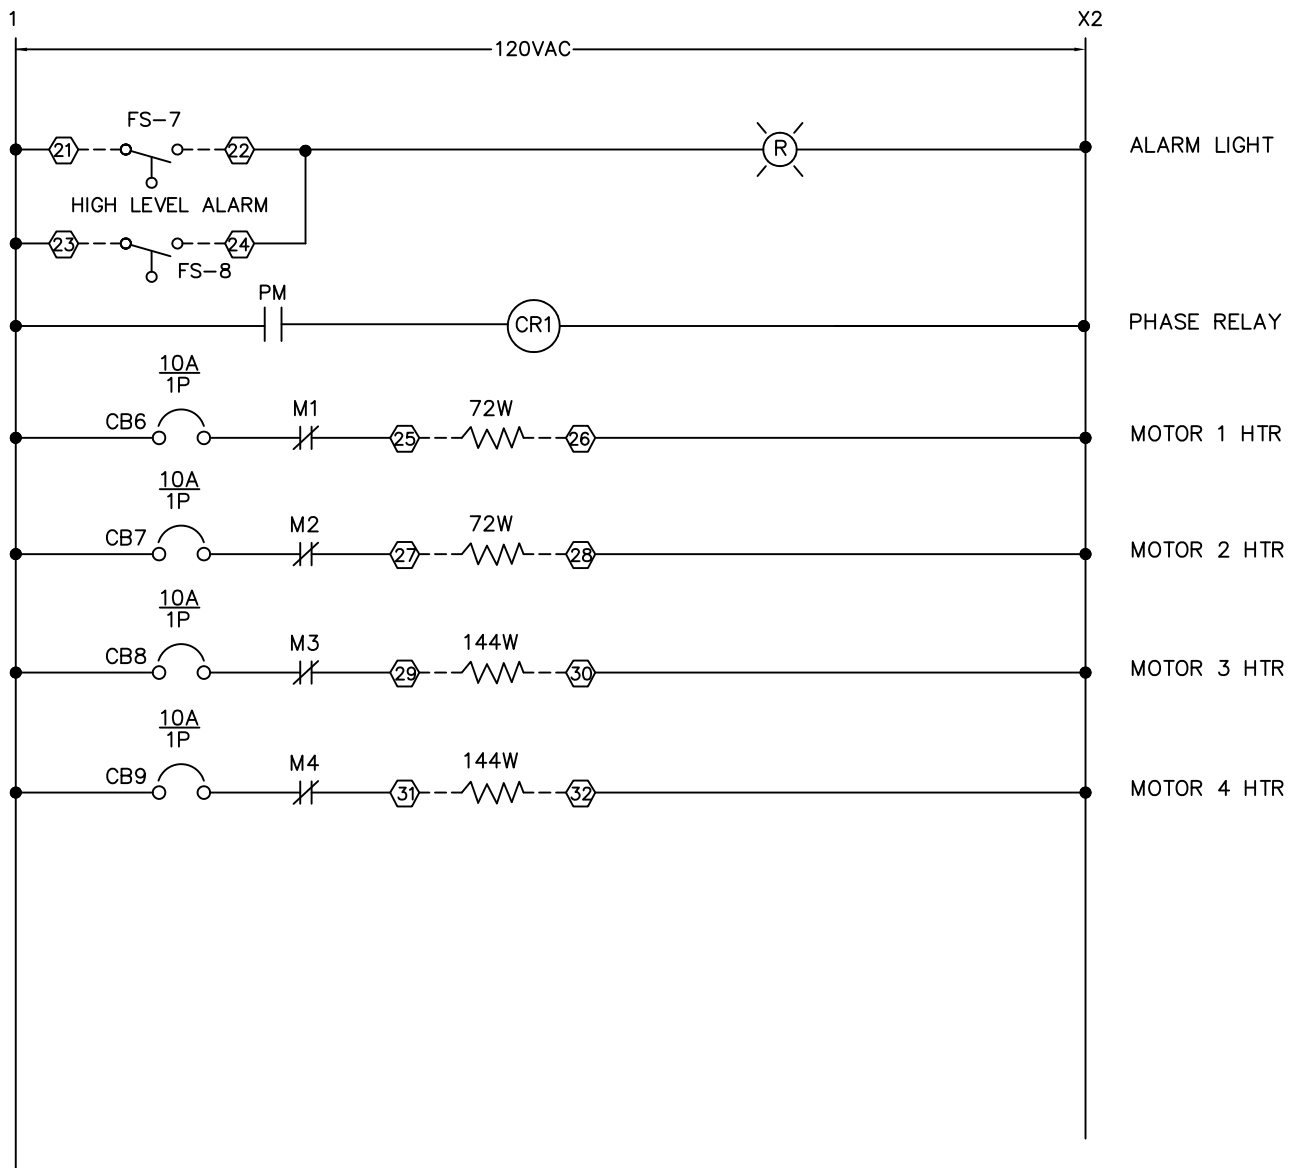 1
X2
120VAC
FS-7
21
22
R
ALARM LIGHT
HIGH LEVEL ALARM
23
24
FS-8
PM
CR1
PHASE RELAY
10A
1P
CB6
M1
25
72W
26
MOTOR 1 HTR
10A
1P
CB7
M2
27
72W
28
MOTOR 2 HTR
10A
1P
CB8
M3
29
144W
30
MOTOR 3 HTR
10A
1P
CB9
M4
31
144W
32
MOTOR 4 HTR